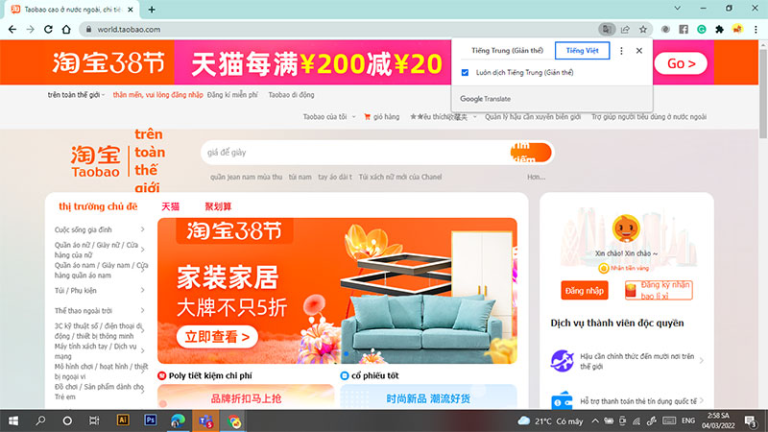 Taobao cao ở nước ngoài, chi tiê
world.taobao.com
淘宝3.8节
天猫每满¥200减¥20
Go >
Tiếng Trung (Giản thể)
Tiếng Việt
Luôn dịch Tiếng Trung (Giản thể)
Google Translate
trên toàn thế giới
thân mến, vui lòng đăng nhập
Đăng kí miễn phí
Taobao di động
Taobao của tôi
giỏ hàng
Quản lý hậu cần xuyên biên giới
Trợ giúp người tiêu dùng ở nước ngoài
淘宝
Taobao
trên
toàn
thế
giới
giá để giày
quần jean nam mùa thu
túi nam
tay áo dài t
Túi xách nữ mới của Chanel
Hơn...
thị trường chủ đề
天猫
聚划算
Cuộc sống gia đình
Quần áo nữ / Giày nữ / Cửa
hàng của nữ
Quần áo nam / Giày nam / Cửa
hàng quần áo nam
Túi / Phụ kiện
Thể thao ngoài trời
3C kỹ thuật số / điện thoại di
động / thiết bị thông minh
Máy tính xách tay / Dịch vụ
mạng
Mô hình chơi / hoạt hình / thiết
bị ngoại vi
Đồ chơi / Sản phẩm dành cho
Trẻ em
淘宝3.8节
家装家居
大牌不只5折
立即查看 >
Poly tiết kiệm chi phí
cổ phiếu tốt
品牌折扣马上抢
时尚新品 潮流好货
Xin chào! Xin chào ~
Nhận tiền vàng
Đăng nhập
Đăng ký nhận
bao lì xì
Dịch vụ thành viên độc quyền
Hậu cần chính thức đến mười nơi trên
thế giới
Hỗ trợ thanh toán thẻ tín dụng quốc tế
21°C Có mây
ENG
2:58 SA
04/03/2022